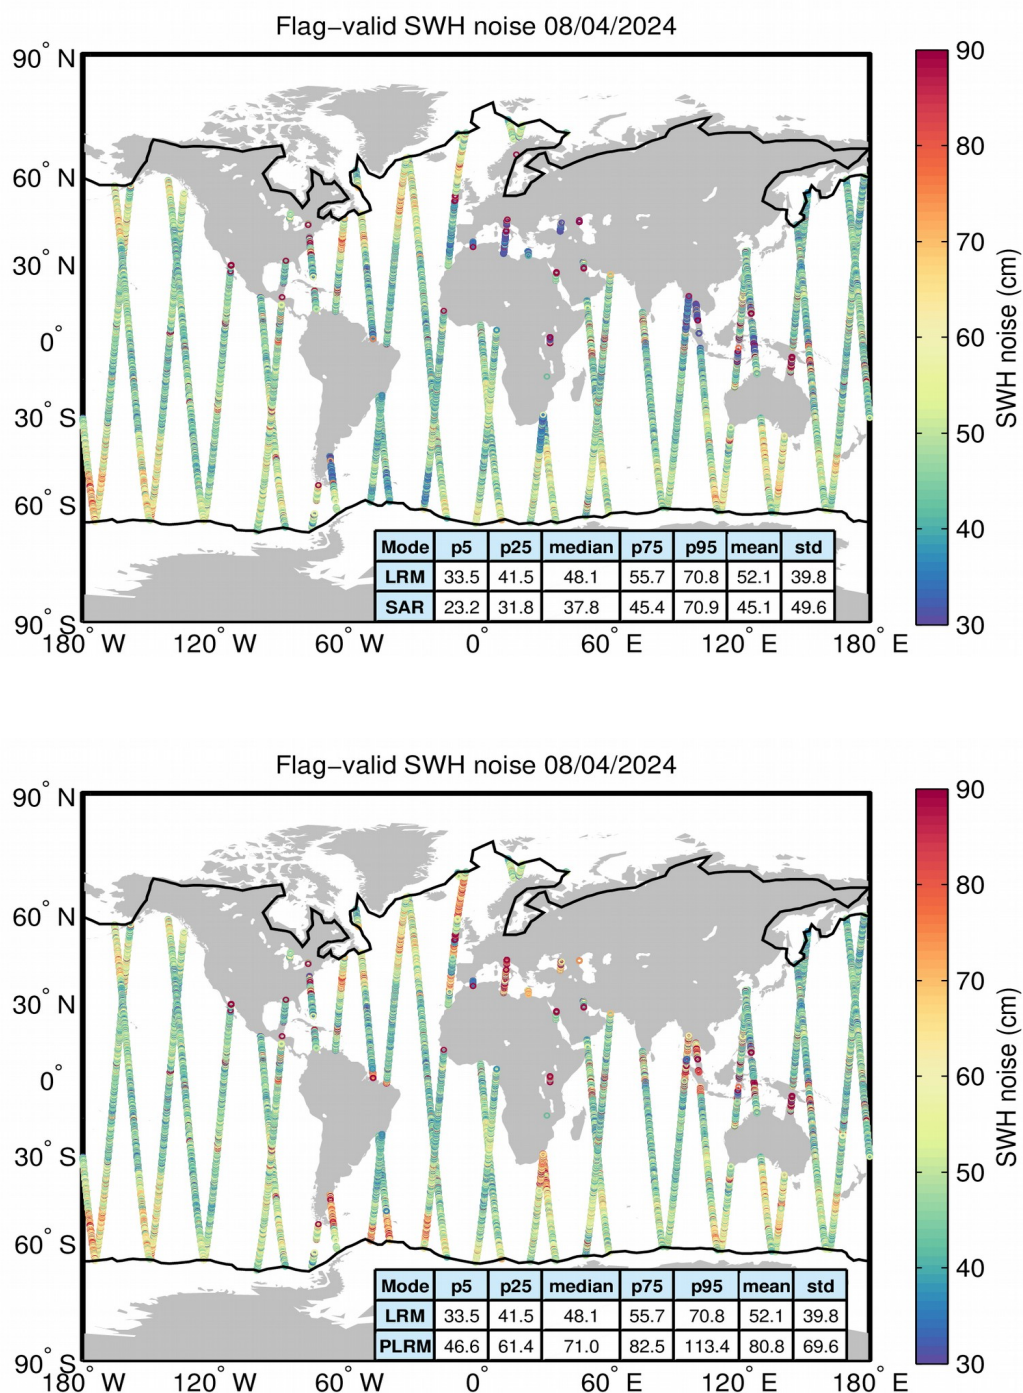 Flag−valid SWH noise 08/04/2024
90° N
60° N
30° N
0°
30° S
60° S
90° S
180° W
120° W
60° W
0°
60° E
120° E
180° E
Mode p5 p25 median p75 p95 mean std
LRM 33.5 41.5 48.1 55.7 70.8 52.1 39.8
SAR 23.2 31.8 37.8 45.4 70.9 45.1 49.6
90
80
70
60
50
40
30
SWH noise (cm)
Flag−valid SWH noise 08/04/2024
90° N
60° N
30° N
0°
30° S
60° S
90° S
180° W
120° W
60° W
0°
60° E
120° E
180° E
Mode p5 p25 median p75 p95 mean std
LRM 33.5 41.5 48.1 55.7 70.8 52.1 39.8
PLRM 46.6 61.4 71.0 82.5 113.4 80.8 69.6
90
80
70
60
50
40
30
SWH noise (cm)